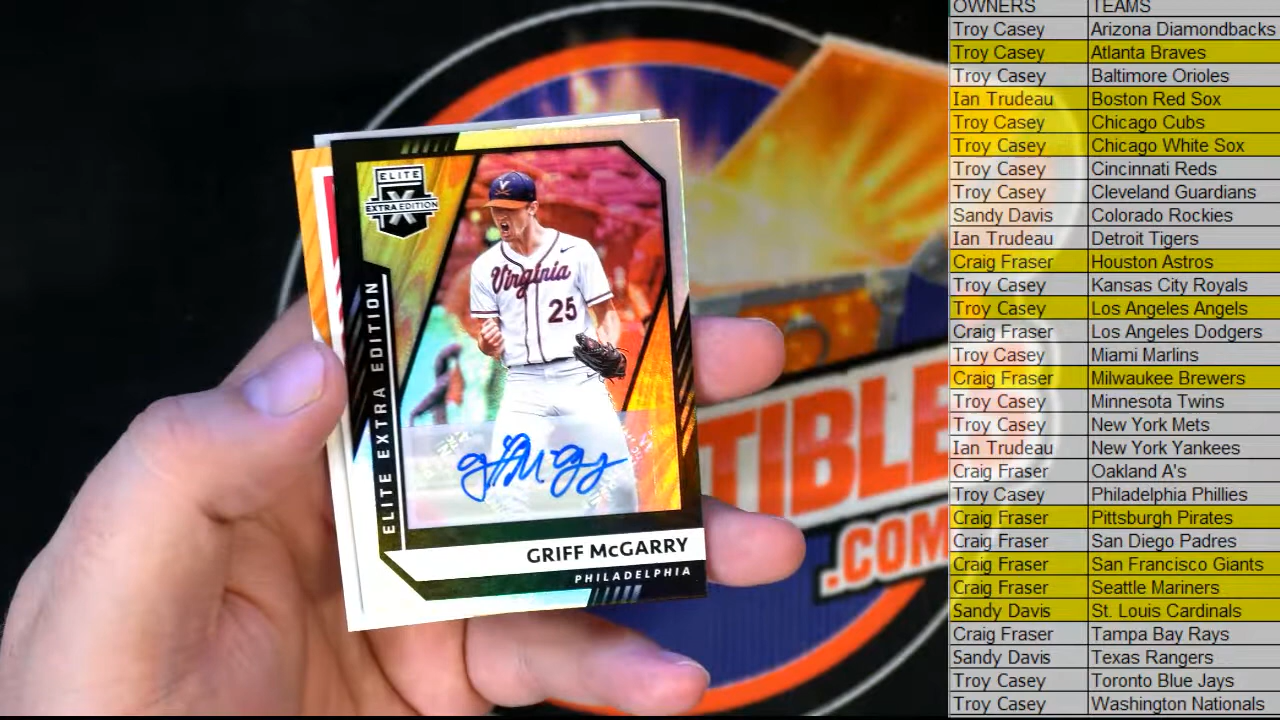 ELITE
X
EXTRA EDITION
ELITE EXTRA EDITION
Virginia
25
GRIFF McGARRY
PHILADELPHIA
TIBLE
.COM
OWNERS TEAMS
Troy Casey Arizona Diamondbacks
Troy Casey Atlanta Braves
Troy Casey Baltimore Orioles
Ian Trudeau Boston Red Sox
Troy Casey Chicago Cubs
Troy Casey Chicago White Sox
Troy Casey Cincinnati Reds
Troy Casey Cleveland Guardians
Sandy Davis Colorado Rockies
Ian Trudeau Detroit Tigers
Craig Fraser Houston Astros
Troy Casey Kansas City Royals
Troy Casey Los Angeles Angels
Craig Fraser Los Angeles Dodgers
Troy Casey Miami Marlins
Craig Fraser Milwaukee Brewers
Troy Casey Minnesota Twins
Troy Casey New York Mets
Ian Trudeau New York Yankees
Craig Fraser Oakland A's
Troy Casey Philadelphia Phillies
Craig Fraser Pittsburgh Pirates
Craig Fraser San Diego Padres
Craig Fraser San Francisco Giants
Craig Fraser Seattle Mariners
Sandy Davis St. Louis Cardinals
Craig Fraser Tampa Bay Rays
Sandy Davis Texas Rangers
Troy Casey Toronto Blue Jays
Troy Casey Washington Nationals